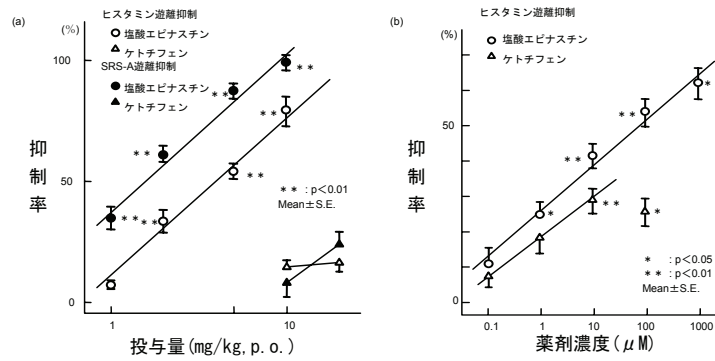 (a)
(%)
ヒスタミン遊離抑制
塩酸エピナスチン
ケトチフェン
SRS-A遊離抑制
塩酸エピナスチン
ケトチフェン
100
50
0
抑制率
＊＊
＊＊
＊＊
＊＊
＊＊
＊＊
＊＊
＊＊ : p<0.01
Mean±S.E.
1
10
投与量(mg/kg, p.o.)
(b)
(%)
ヒスタミン遊離抑制
塩酸エピナスチン
ケトチフェン
50
0
抑制率
＊
＊＊
＊＊
＊
＊＊
＊
＊ : p<0.05
＊＊ : p<0.01
Mean±S.E.
0.1
1
10
100
1000
薬剤濃度(μM)